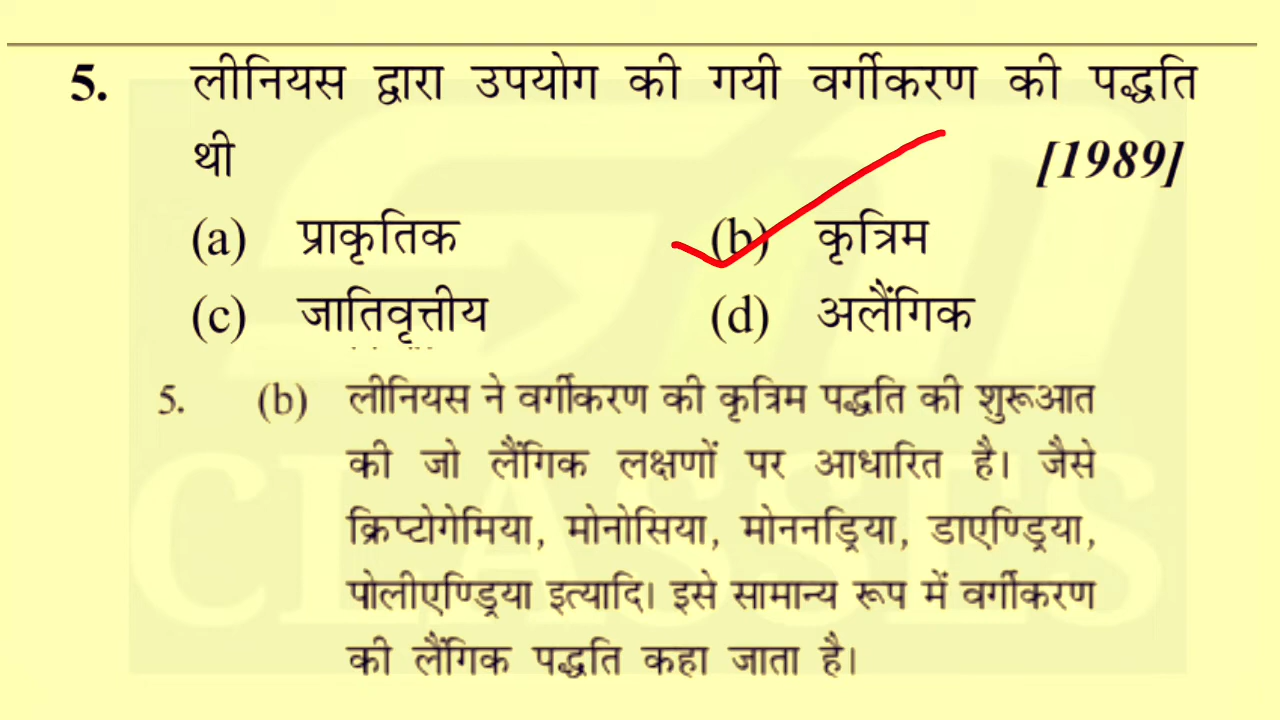 5. लीनियस द्वारा उपयोग की गयी वर्गीकरण की पद्धति
थी [1989]
(a) प्राकृतिक (b) कृत्रिम
(c) जातिवृत्तीय (d) अलैंगिक
5. (b) लीनियस ने वर्गीकरण की कृत्रिम पद्धति की शुरूआत
की जो लैंगिक लक्षणों पर आधारित है। जैसे
क्रिप्टोगेमिया, मोनोसिया, मोननड्रिया, डाएण्ड्रिया,
पोलीएण्ड्रिया इत्यादि। इसे सामान्य रूप में वर्गीकरण
की लैंगिक पद्धति कहा जाता है।
CLASSES